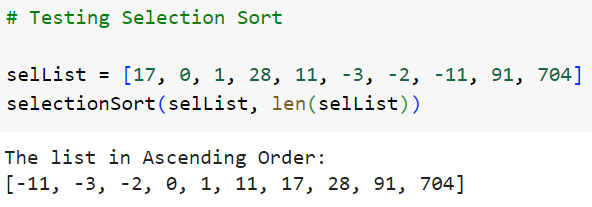 # Testing Selection Sort
selList = [17, 0, 1, 28, 11, -3, -2, -11, 91, 704]
selectionSort(selList, len(selList))
The list in Ascending Order:
[-11, -3, -2, 0, 1, 11, 17, 28, 91, 704]